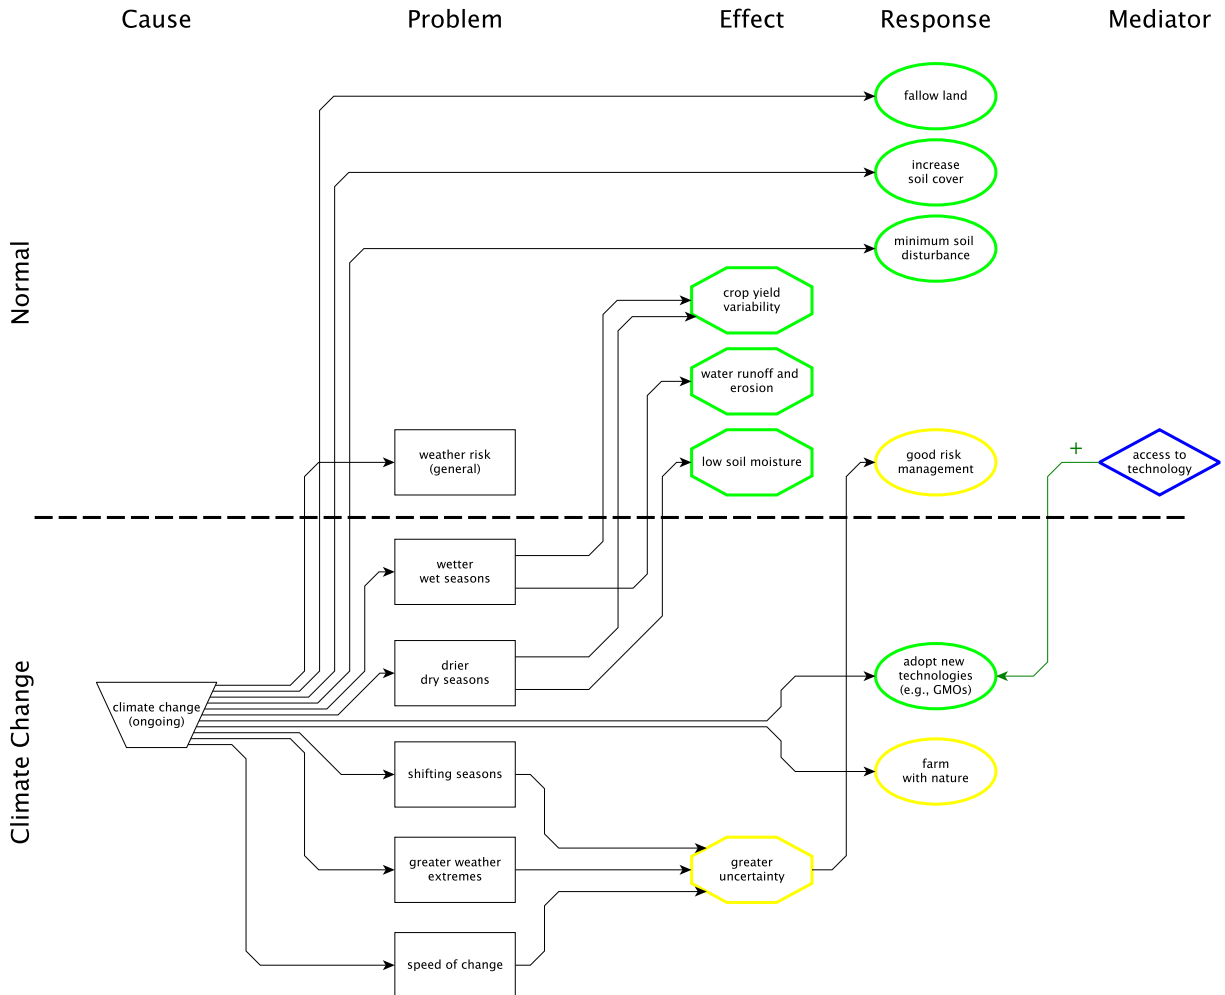 Cause
Problem
Effect
Response
Mediator
Normal
fallow land
increase
soil cover
minimum soil
disturbance
crop yield
variability
water runoff and
erosion
weather risk
(general)
low soil moisture
good risk
management
+
access to
technology
Climate Change
wetter
wet seasons
drier
dry seasons
adopt new
technologies
(e.g., GMOs)
climate change
(ongoing)
shifting seasons
farm
with nature
greater weather
extremes
greater
uncertainty
speed of change